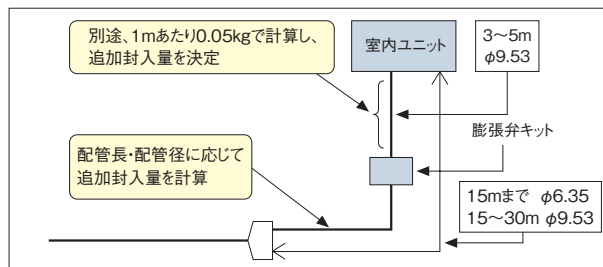 別途、1mあたり0.05kgで計算し、
追加封入量を決定
室内ユニット
3～5m
φ9.53
膨張弁キット
配管長・配管径に応じて
追加封入量を計算
15mまで φ6.35
15～30m φ9.53